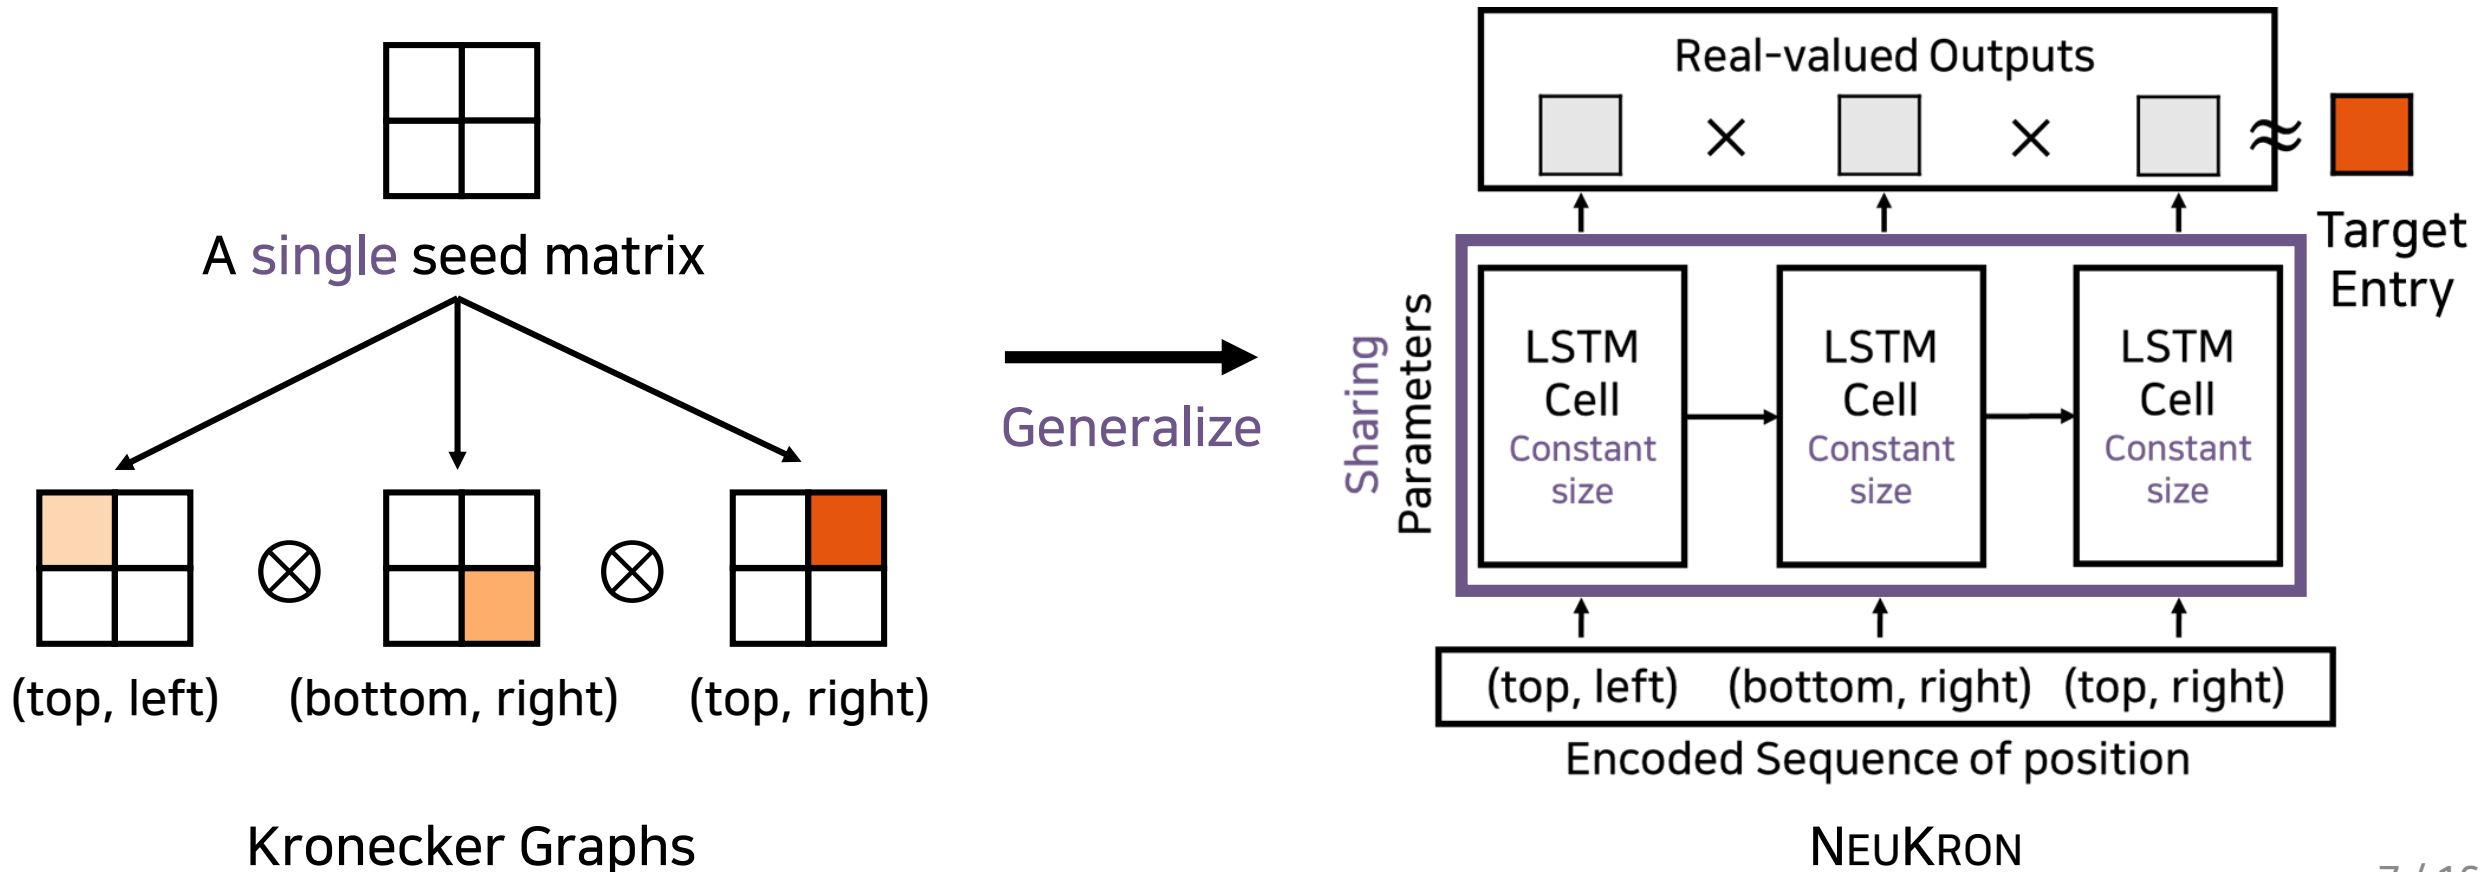 A single seed matrix
(top, left)
(bottom, right)
(top, right)
Kronecker Graphs
Generalize
Real-valued Outputs
× × ≈
Target
Entry
Sharing
Parameters
LSTM
Cell
Constant
size
LSTM
Cell
Constant
size
LSTM
Cell
Constant
size
(top, left) (bottom, right) (top, right)
Encoded Sequence of position
NEUKRON